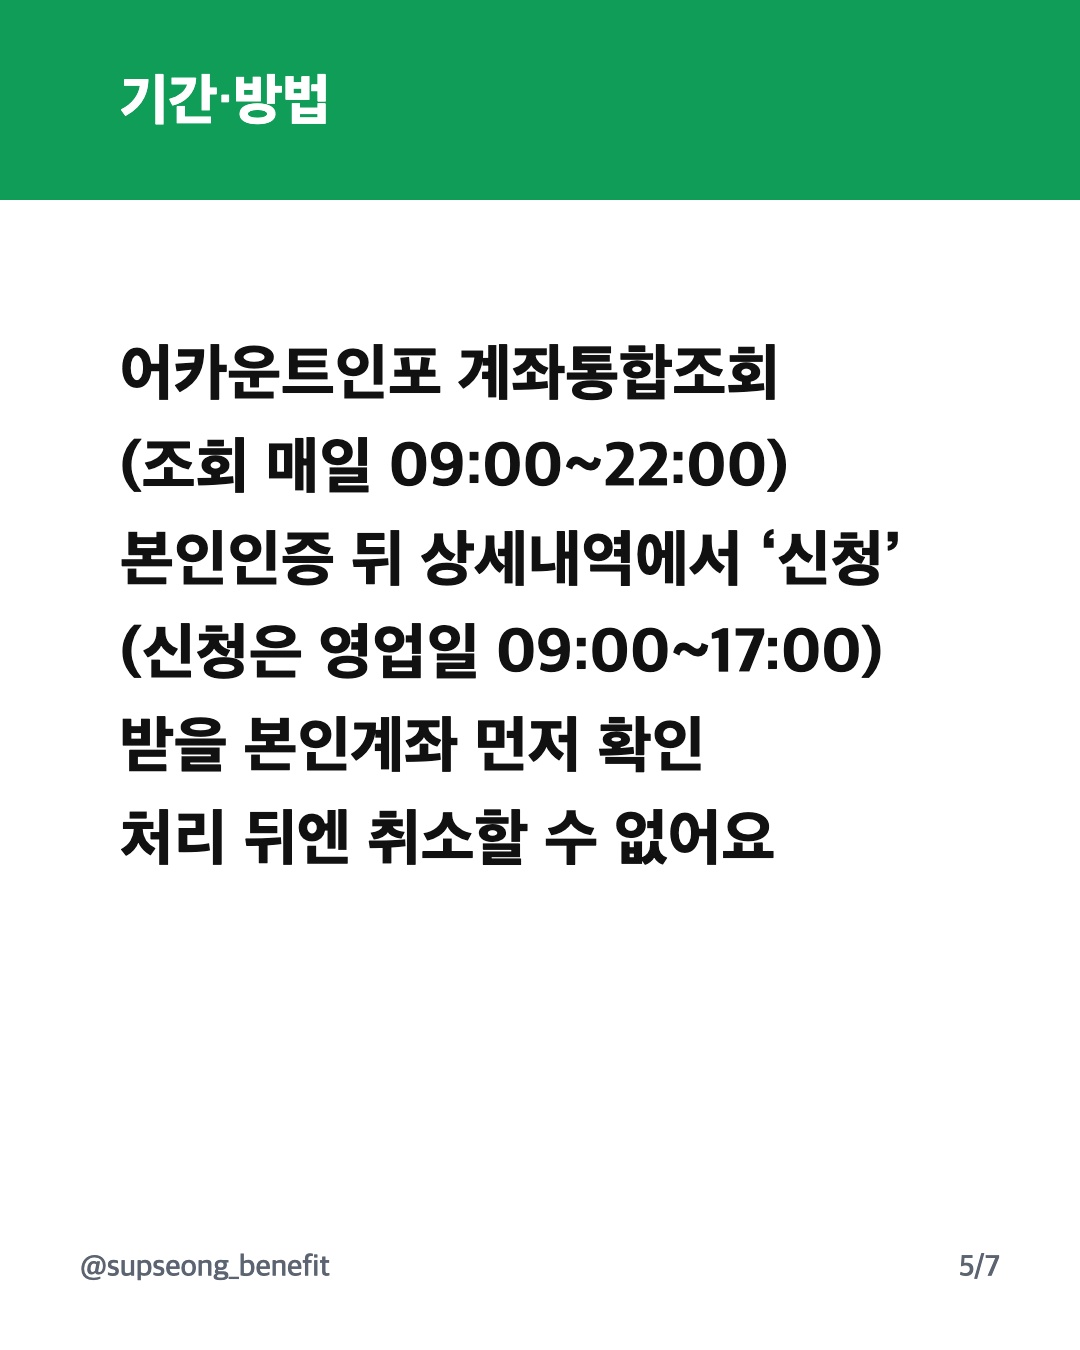 기간·방법
어카운트인포 계좌통합조회
(조회 매일 09:00~22:00)
본인인증 뒤 상세내역에서 ‘신청’
(신청은 영업일 09:00~17:00)
받을 본인계좌 먼저 확인
처리 뒤엔 취소할 수 없어요
@supseong_benefit
5/7